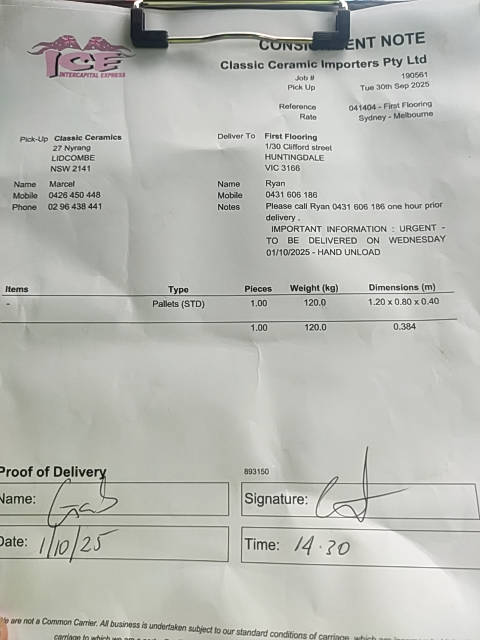 CONSIGNMENT NOTE
ICE
INTERCAPITAL EXPRESS
Classic Ceramic Importers Pty Ltd
Job # 190561
Pick Up Tue 30th Sep 2025
Reference 041404 - First Flooring
Rate Sydney - Melbourne
Pick-Up Classic Ceramics
27 Nyrang
LIDCOMBE
NSW 2141
Deliver To First Flooring
1/30 Clifford street
HUNTINGDALE
VIC 3166
Name Marcel
Mobile 0426 450 448
Phone 02 96 438 441
Name Ryan
Mobile 0431 606 186
Notes Please call Ryan 0431 606 186 one hour prior
delivery .
IMPORTANT INFORMATION : URGENT -
TO BE DELIVERED ON WEDNESDAY
01/10/2025 - HAND UNLOAD
Items Type Pieces Weight (kg) Dimensions (m)
- Pallets (STD) 1.00 120.0 1.20 x 0.80 x 0.40
1.00 120.0 0.384
Proof of Delivery
893150
Name:
Signature:
Date: 1/10/25
Time: 14.30
We are not a Common Carrier. All business is undertaken subject to our standard conditions of carriage, which are
carriage to which we are a